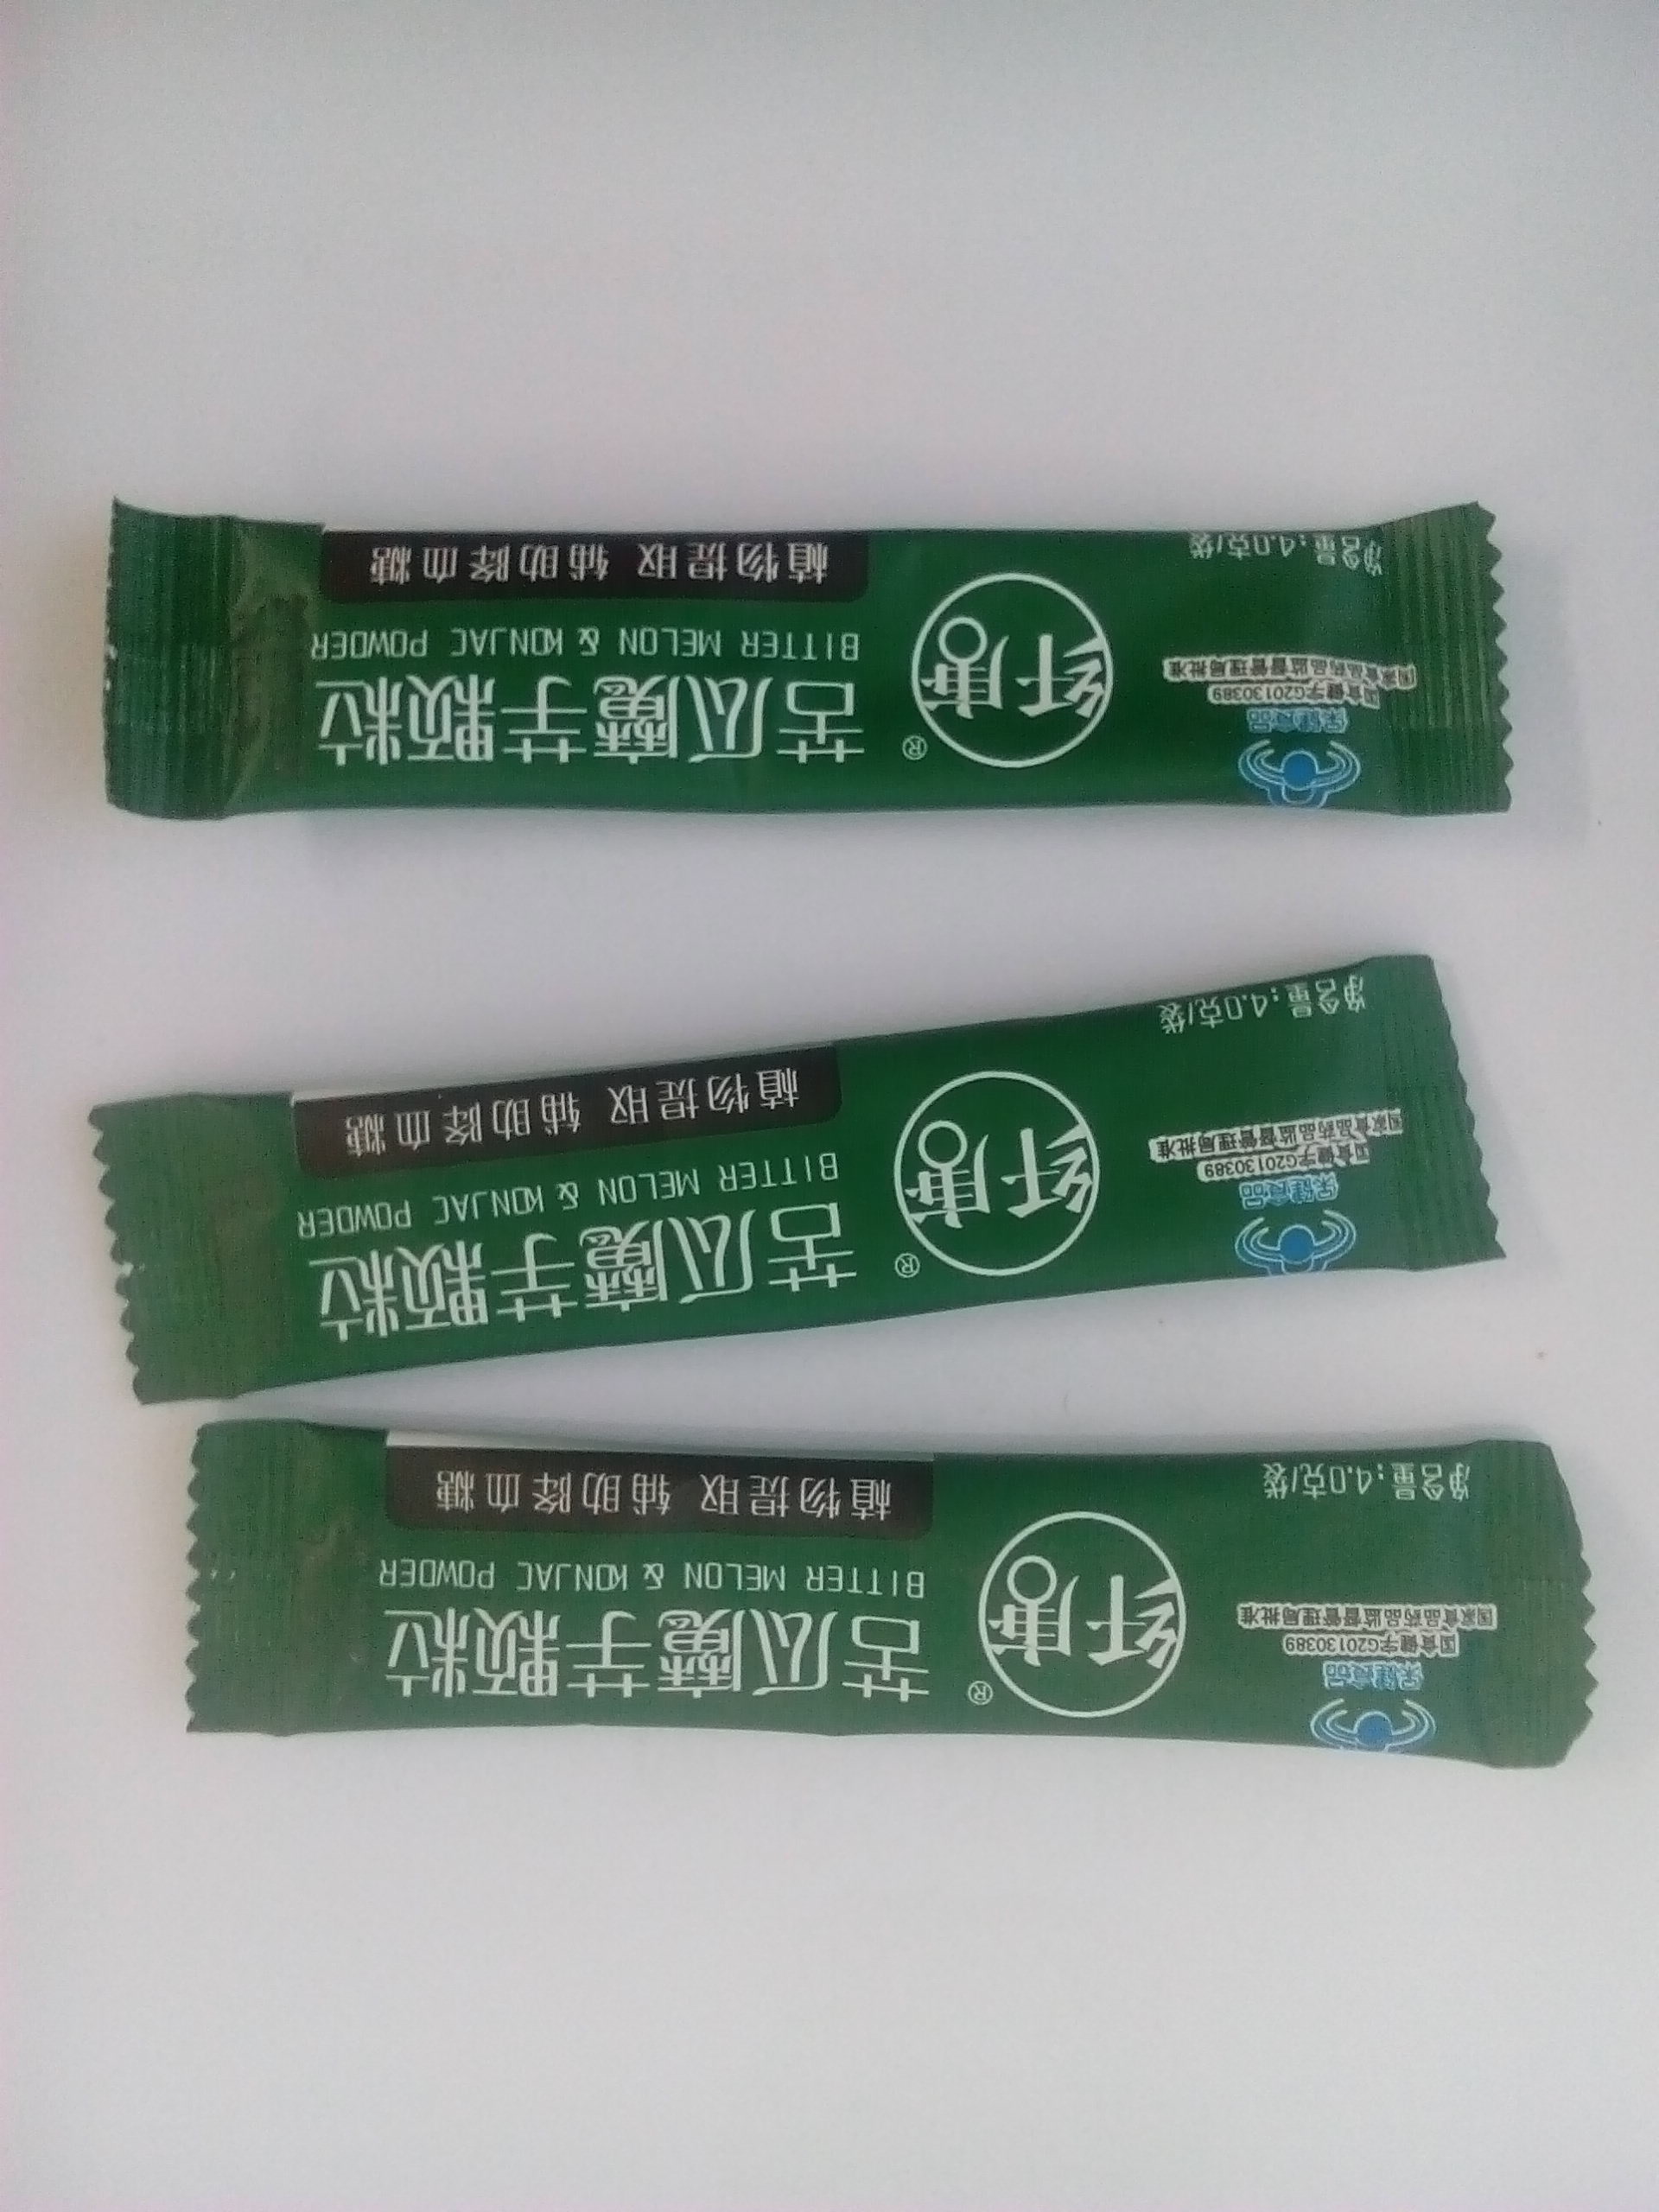 保健食品
国食健字G20130389
国家食品药品监督管理局批准
净含量:4.0克/袋
纤唐
®
苦瓜魔芋颗粒
BITTER MELON & KONJAC POWDER
植物提取 辅助降血糖
保健食品
国食健字G20130389
国家食品药品监督管理局批准
净含量:4.0克/袋
纤唐
®
苦瓜魔芋颗粒
BITTER MELON & KONJAC POWDER
植物提取 辅助降血糖
保健食品
国食健字G20130389
国家食品药品监督管理局批准
净含量:4.0克/袋
纤唐
®
苦瓜魔芋颗粒
BITTER MELON & KONJAC POWDER
植物提取 辅助降血糖